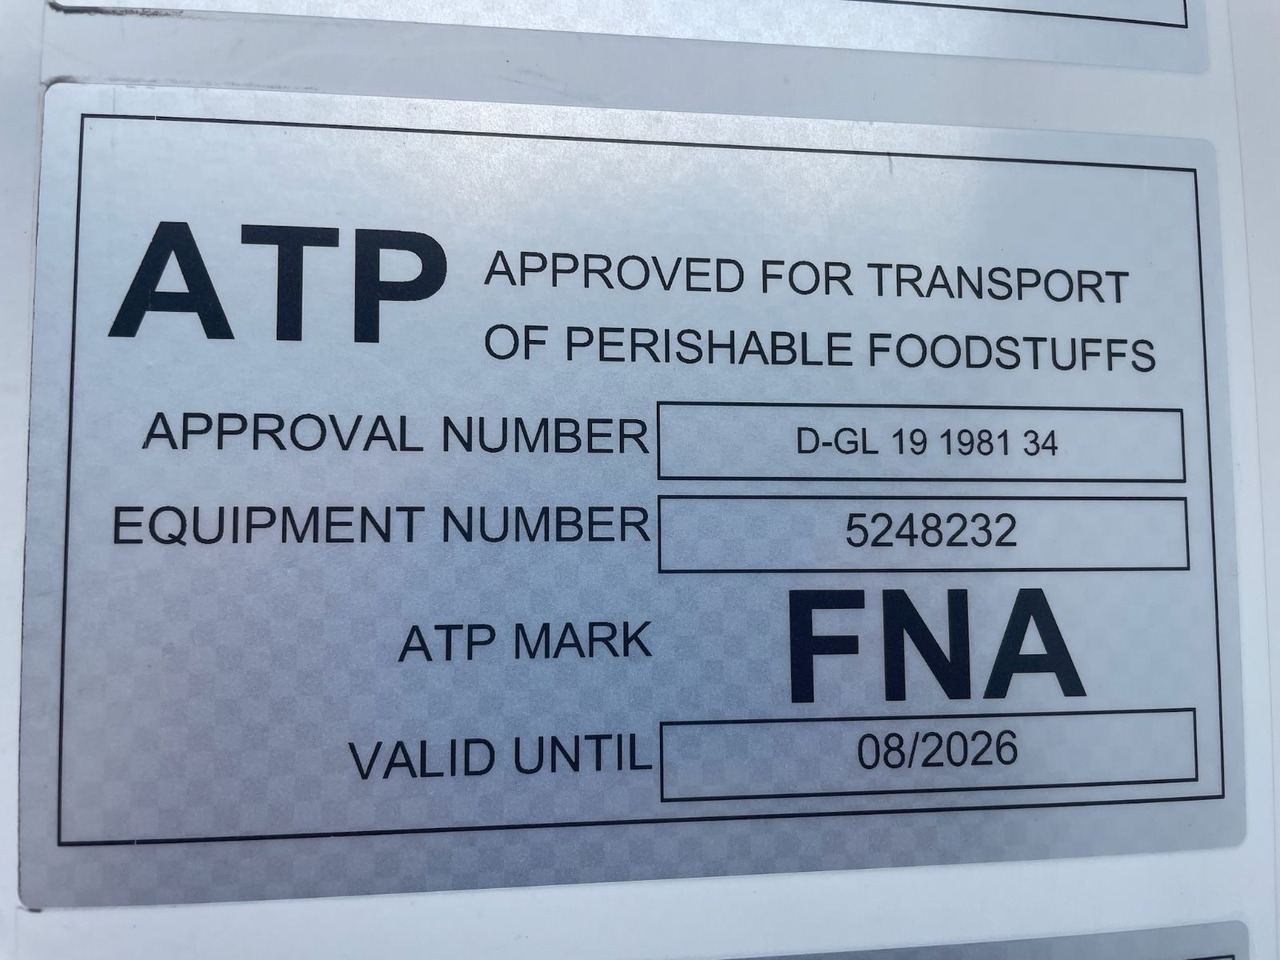 ATP APPROVED FOR TRANSPORT
OF PERISHABLE FOODSTUFFS
APPROVAL NUMBER D-GL 19 1981 34
EQUIPMENT NUMBER 5248232
ATP MARK FNA
VALID UNTIL 08/2026